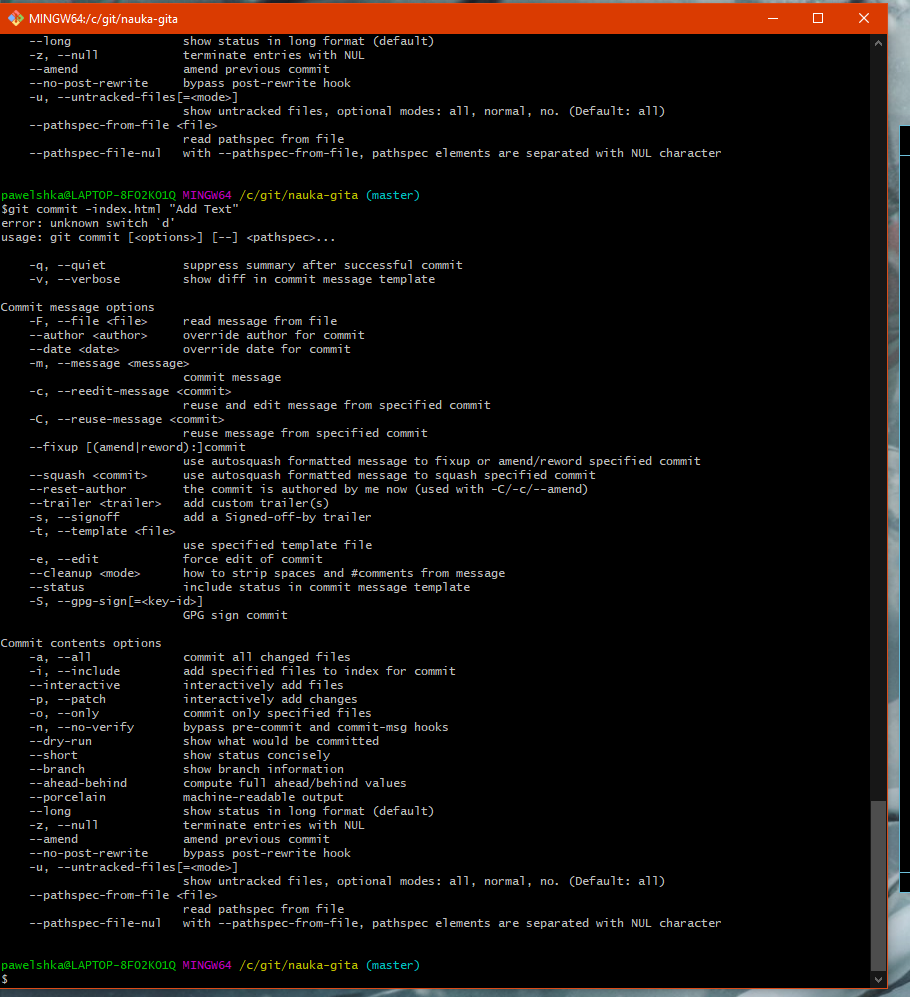 MINGW64:/c/git/nauka-gita
--long show status in long format (default)
-z, --null terminate entries with NUL
--amend amend previous commit
--no-post-rewrite bypass post-rewrite hook
-u, --untracked-files[=<mode>]
show untracked files, optional modes: all, normal, no. (Default: all)
--pathspec-from-file <file>
read pathspec from file
--pathspec-file-nul with --pathspec-from-file, pathspec elements are separated with NUL character
pawelshka@LAPTOP-8FO2KO1Q MINGW64 /c/git/nauka-gita (master)
$git commit -index.html "Add Text"
error: unknown switch `d'
usage: git commit [<options>] [--] <pathspec>...
-q, --quiet suppress summary after successful commit
-v, --verbose show diff in commit message template
Commit message options
-F, --file <file> read message from file
--author <author> override author for commit
--date <date> override date for commit
-m, --message <message>
commit message
-c, --reedit-message <commit>
reuse and edit message from specified commit
-C, --reuse-message <commit>
reuse message from specified commit
--fixup [(amend|reword):]commit
use autosquash formatted message to fixup or amend/reword specified commit
--squash <commit> use autosquash formatted message to squash specified commit
--reset-author the commit is authored by me now (used with -C/-c/--amend)
--trailer <trailer> add custom trailer(s)
-s, --signoff add a Signed-off-by trailer
-t, --template <file>
use specified template file
-e, --edit force edit of commit
--cleanup <mode> how to strip spaces and #comments from message
--status include status in commit message template
-S, --gpg-sign[=<key-id>]
GPG sign commit
Commit contents options
-a, --all commit all changed files
-i, --include add specified files to index for commit
--interactive interactively add files
-p, --patch interactively add changes
-o, --only commit only specified files
-n, --no-verify bypass pre-commit and commit-msg hooks
--dry-run show what would be committed
--short show status concisely
--branch show branch information
--ahead-behind compute full ahead/behind values
--porcelain machine-readable output
--long show status in long format (default)
-z, --null terminate entries with NUL
--amend amend previous commit
--no-post-rewrite bypass post-rewrite hook
-u, --untracked-files[=<mode>]
show untracked files, optional modes: all, normal, no. (Default: all)
--pathspec-from-file <file>
read pathspec from file
--pathspec-file-nul with --pathspec-from-file, pathspec elements are separated with NUL character
pawelshka@LAPTOP-8FO2KO1Q MINGW64 /c/git/nauka-gita (master)
$